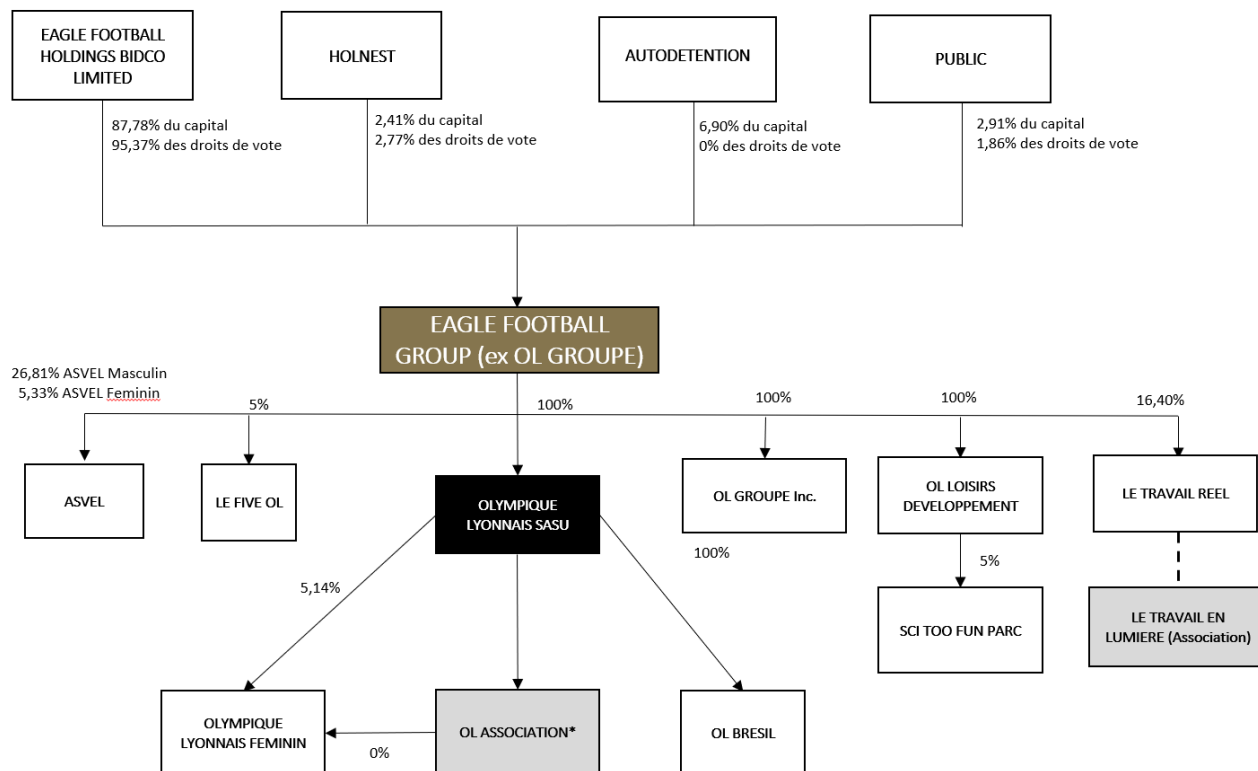 EAGLE FOOTBALL
HOLDINGS BIDCO
LIMITED
HOLNEST
AUTODETENTION
PUBLIC
87,78% du capital
95,37% des droits de vote
2,41% du capital
2,77% des droits de vote
6,90% du capital
0% des droits de vote
2,91% du capital
1,86% des droits de vote
EAGLE FOOTBALL
GROUP (ex OL GROUPE)
26,81% ASVEL Masculin
5,33% ASVEL Feminin
5%
100%
100%
100%
16,40%
ASVEL
LE FIVE OL
OLYMPIQUE
LYONNAIS SASU
OL GROUPE Inc.
OL LOISIRS
DEVELOPPEMENT
LE TRAVAIL REEL
5,14%
100%
5%
SCI TOO FUN PARC
LE TRAVAIL EN
LUMIERE (Association)
OLYMPIQUE
LYONNAIS FEMININ
0%
OL ASSOCIATION*
OL BRESIL